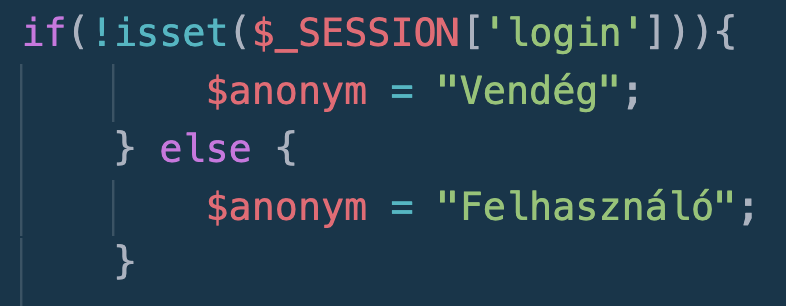 if(!isset($_SESSION['login'])){
$anonym = "Vendég";
} else {
$anonym = "Felhasználó";
}